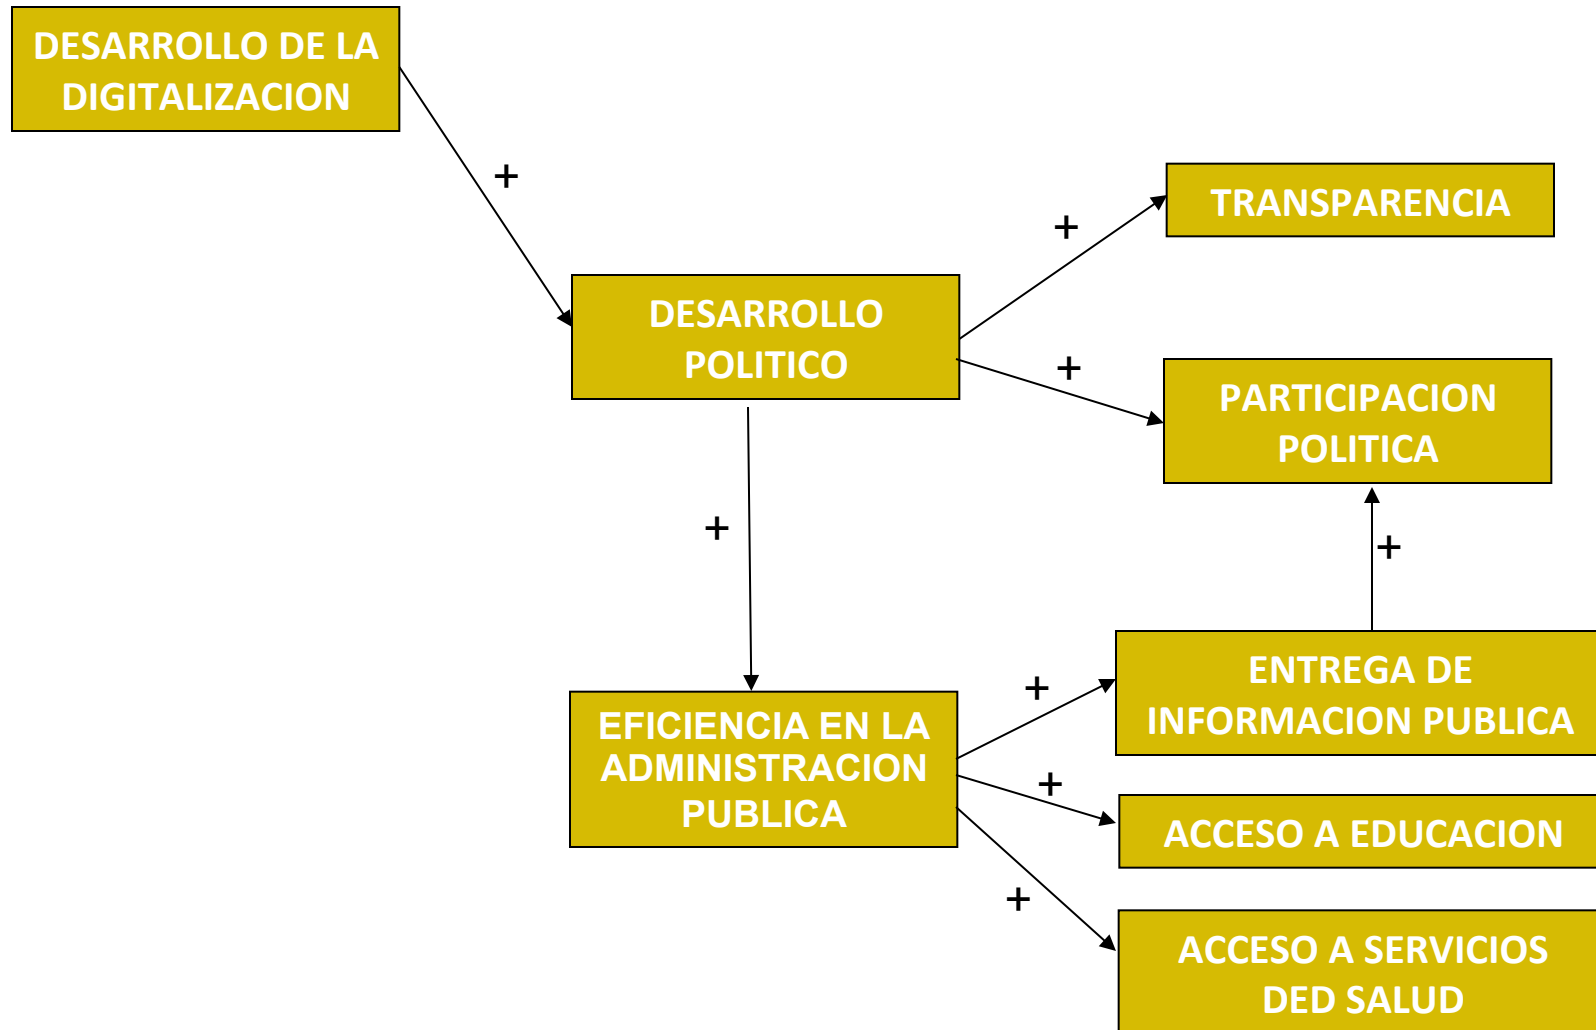 DESARROLLO DE LA
DIGITALIZACION
+
+
TRANSPARENCIA
DESARROLLO
POLITICO
+
PARTICIPACION
POLITICA
+
+
ENTREGA DE
INFORMACION PUBLICA
+
EFICIENCIA EN LA
ADMINISTRACION
PUBLICA
+
ACCESO A EDUCACION
+
ACCESO A SERVICIOS
DED SALUD